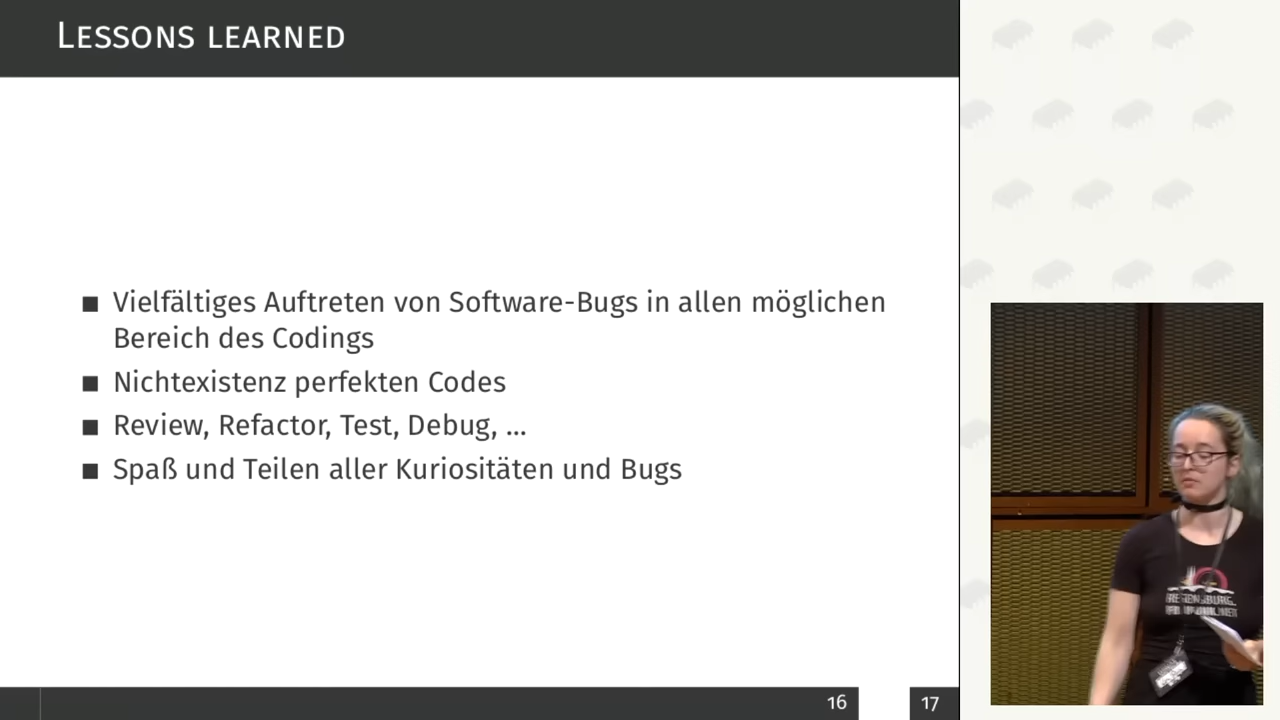 Lessons learned
Vielfältiges Auftreten von Software-Bugs in allen möglichen
Bereich des Codings
Nichtexistenz perfekten Codes
Review, Refactor, Test, Debug, ...
Spaß und Teilen aller Kuriositäten und Bugs
16
17